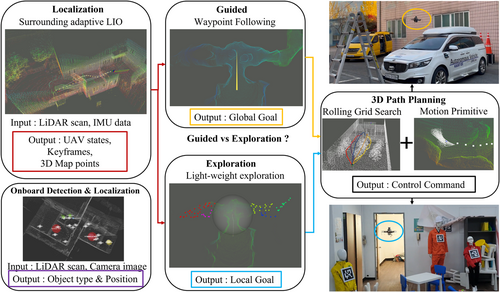 Localization
Surrounding adaptive LIO
Input : LiDAR scan, IMU data
Output : UAV states,
Keyframes,
3D Map points
Onboard Detection & Localization
Input : LiDAR scan, Camera image
Output : Object type & Position
Guided
Waypoint Following
Output : Global Goal
Guided vs Exploration ?
Exploration
Light-weight exploration
Output : Local Goal
3D Path Planning
Rolling Grid Search
Motion Primitive
+
Output : Control Command